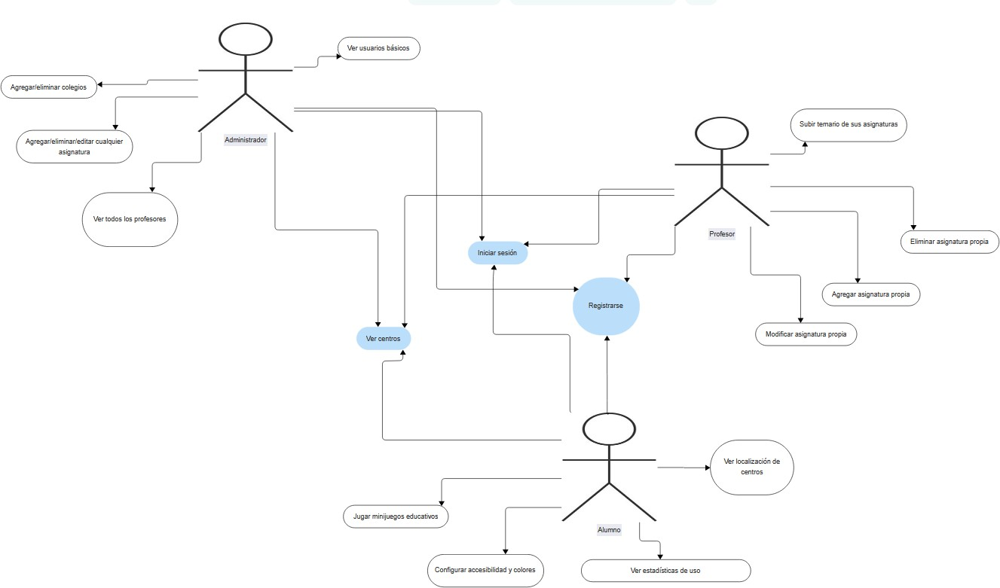 Ver usuarios básicos
Agregar/eliminar colegios
Agregar/eliminar/editar cualquier
asignatura
Administrador
Ver todos los profesores
Subir temario de sus asignaturas
Profesor
Eliminar asignatura propia
Iniciar sesión
Agregar asignatura propia
Registrarse
Modificar asignatura propia
Ver centros
Ver localización de
centros
Jugar minijuegos educativos
Alumno
Configurar accesibilidad y colores
Ver estadísticas de uso